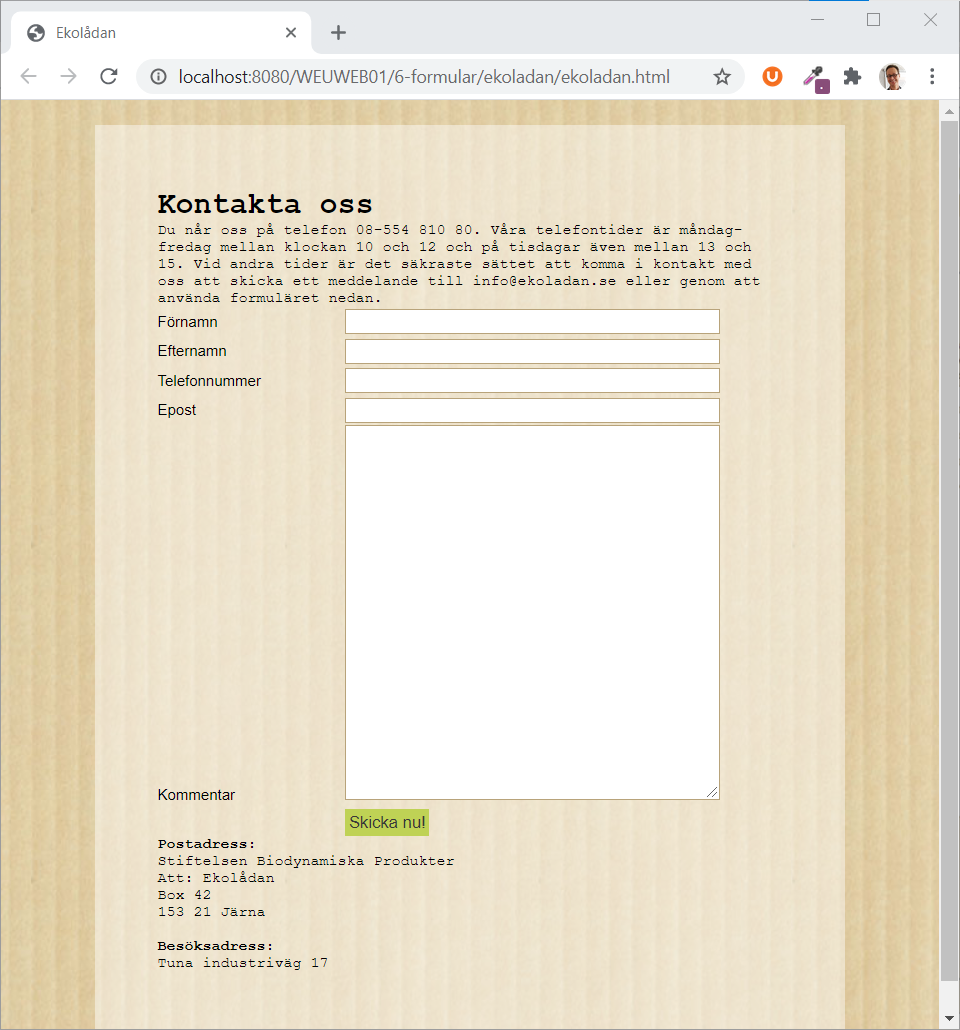 Ekolådan
localhost:8080/WEUWEB01/6-formular/ekoladan/ekoladan.html
Kontakta oss
Du når oss på telefon 08-554 810 80. Våra telefontider är måndag-
fredag mellan klockan 10 och 12 och på tisdagar även mellan 13 och
15. Vid andra tider är det säkraste sättet att komma i kontakt med
oss att skicka ett meddelande till info@ekoladan.se eller genom att
använda formuläret nedan.
Förnamn
Efternamn
Telefonnummer
Epost
Kommentar
Skicka nu!
Postadress:
Stiftelsen Biodynamiska Produkter
Att: Ekolådan
Box 42
153 21 Järna
Besöksadress:
Tuna industriväg 17